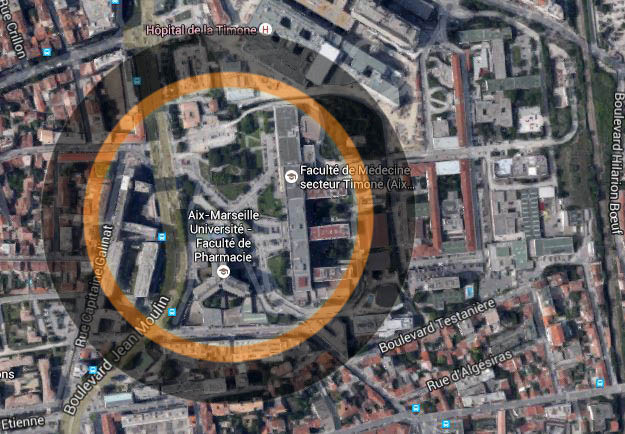 Rue Crillon
Hôpital de la Timone
H
Faculté de Médecine
secteur Timone (Aix...
Aix-Marseille
Université -
Faculté de
Pharmacie
Boulevard Hilarion Bœuf
Rue Capitaine Galinat
Boulevard Jean Moulin
Boulevard Testanière
Rue d'Algésiras
ons
Etienne